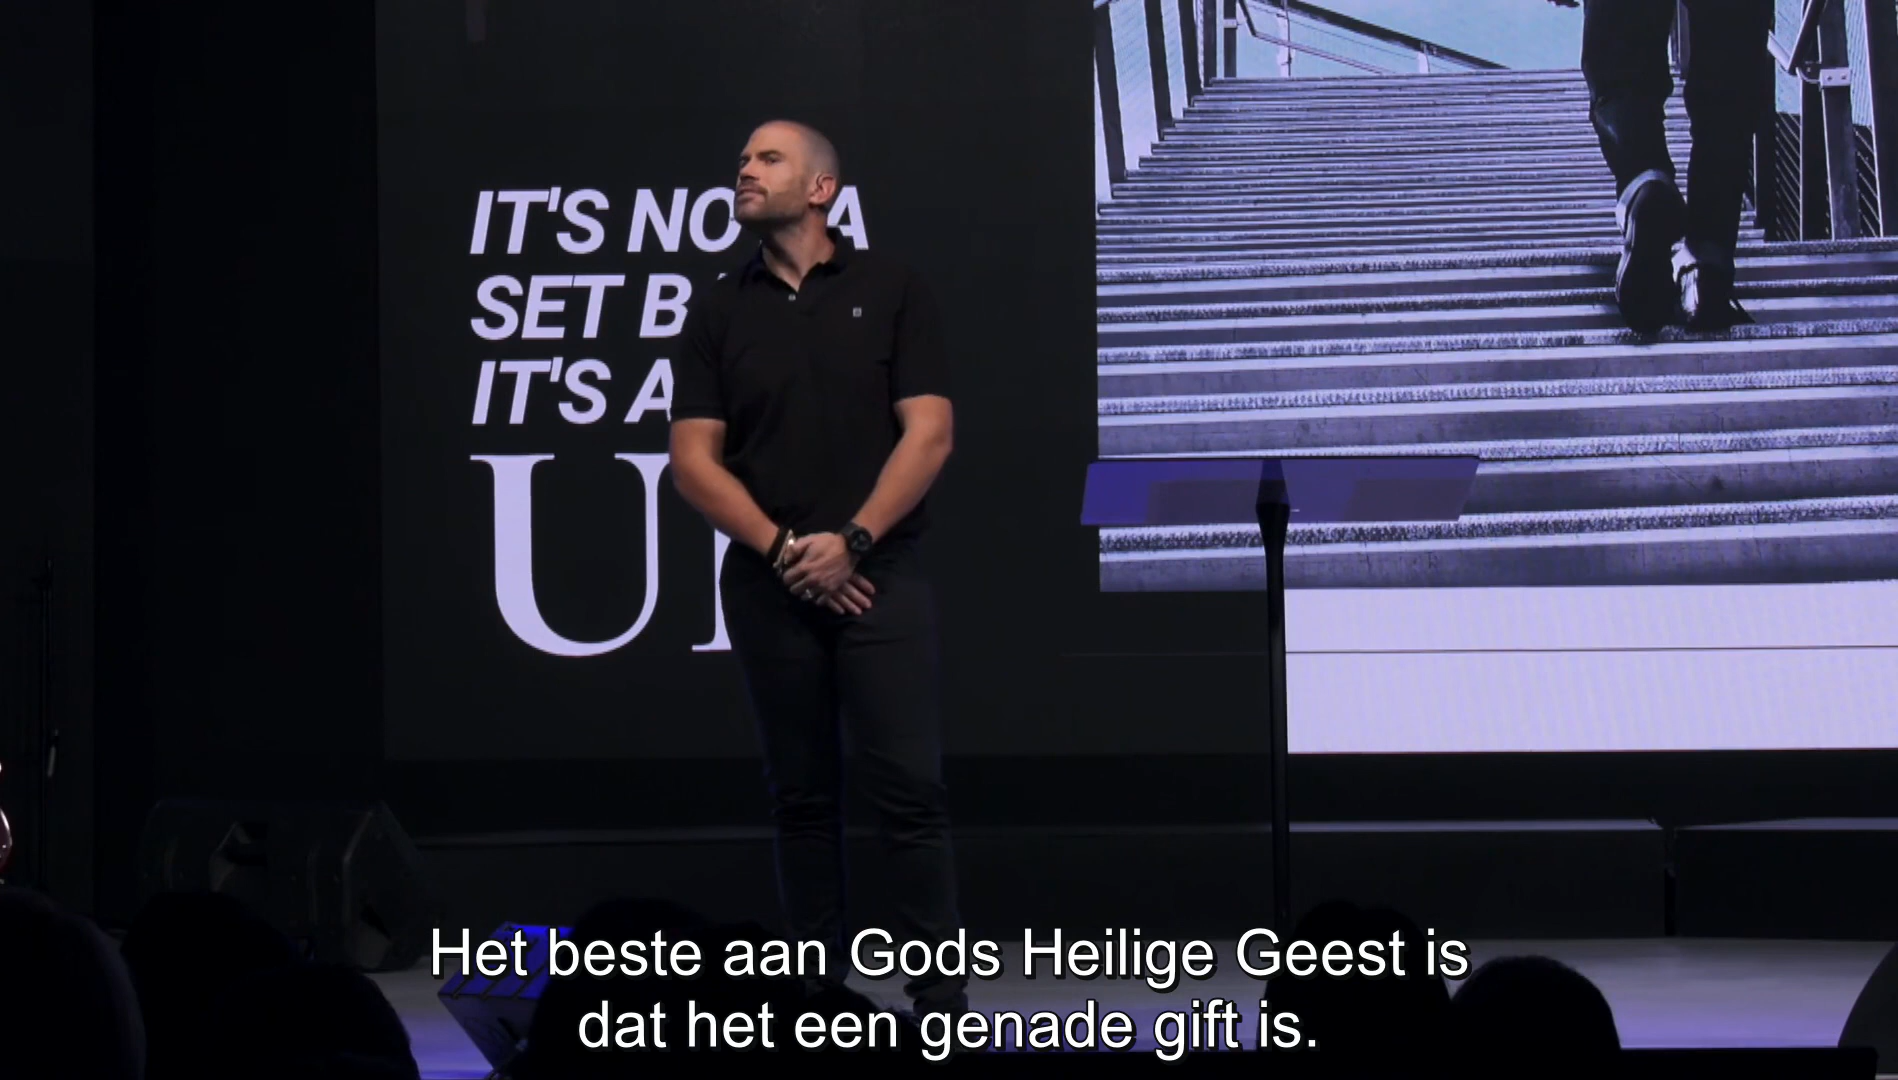 IT'S NO A
SET B
IT'S A
U
Het beste aan Gods Heilige Geest is
dat het een genade gift is.